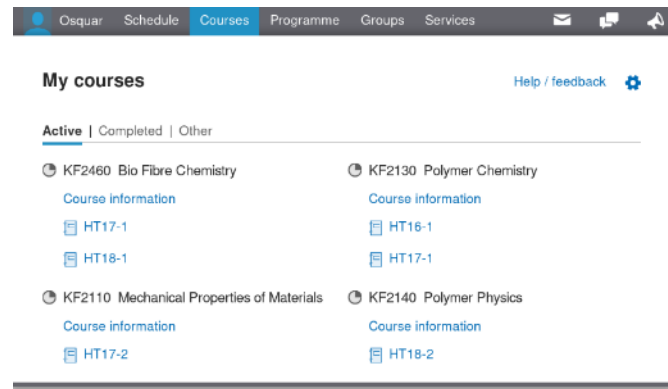 Osquar Schedule Courses Programme Groups Services
My courses
Help / feedback
Active | Completed | Other
KF2460 Bio Fibre Chemistry
Course information
HT17-1
HT18-1
KF2130 Polymer Chemistry
Course information
HT16-1
HT17-1
KF2110 Mechanical Properties of Materials
Course information
HT17-2
KF2140 Polymer Physics
Course information
HT18-2